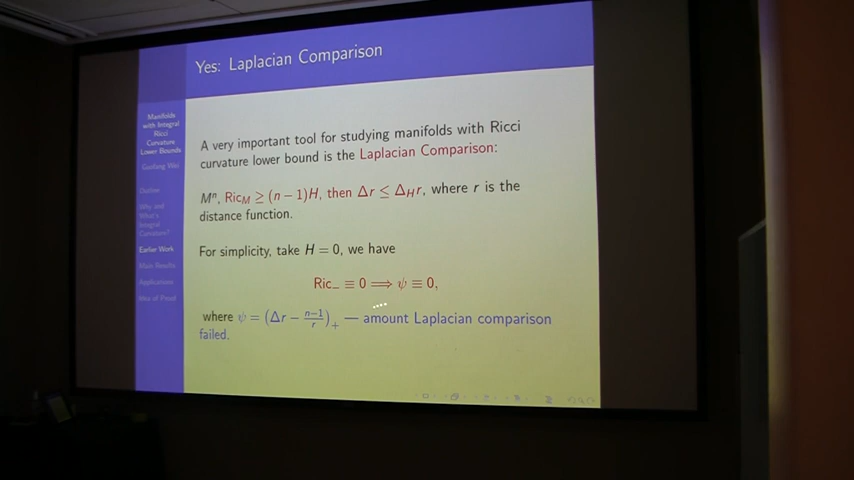 Yes: Laplacian Comparison
Manifolds
with Integral
Ricci
Curvature
Lower Bounds
Guofang Wei
Outline
Why and
What's
Integral
Curvature?
Earlier Work
Main Results
Applications
Idea of Proof
A very important tool for studying manifolds with Ricci
curvature lower bound is the Laplacian Comparison:
Mⁿ, Ric_M ≥ (n − 1)H, then Δr ≤ Δ_H r, where r is the
distance function.
For simplicity, take H = 0, we have
Ric₋ ≡ 0 ⟹ ψ ≡ 0,
where ψ = (Δr − (n−1)/r)₊ — amount Laplacian comparison
failed.